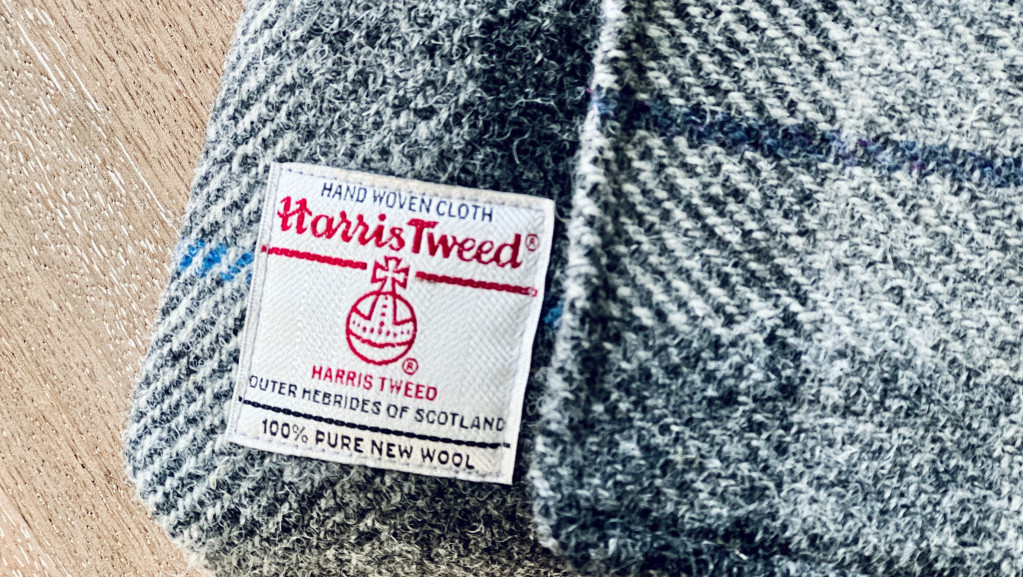 HAND WOVEN CLOTH
Harris Tweed®
®
HARRIS TWEED
OUTER HEBRIDES OF SCOTLAND
100% PURE NEW WOOL